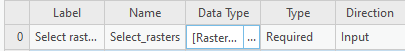 Label Name Data Type Type Direction
0 Select rast... Select_rasters [Raster... ... Required Input